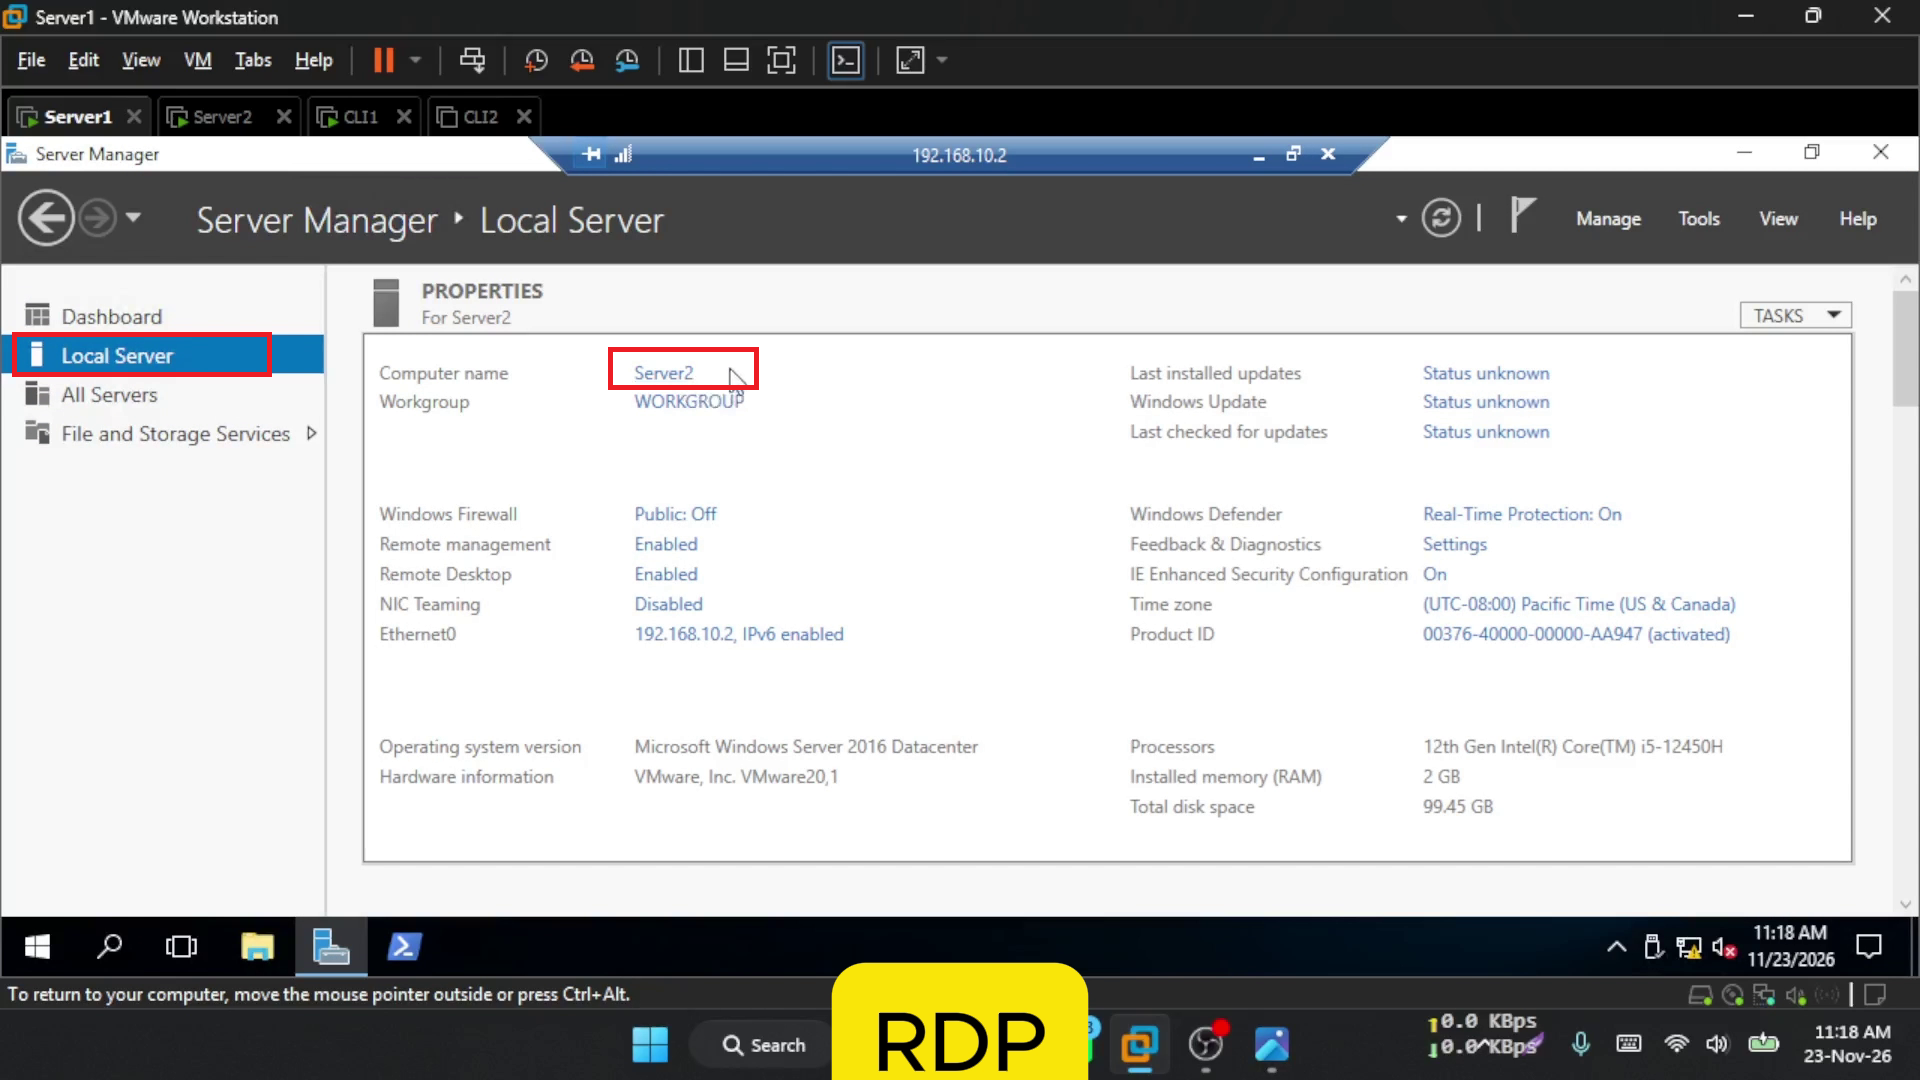 Server1 - VMware Workstation
File Edit View VM Tabs Help
Server1 Server2 CLI1 CLI2
Server Manager
192.168.10.2
Server Manager Local Server
Manage Tools View Help
Dashboard
Local Server
All Servers
File and Storage Services
PROPERTIES
For Server2
TASKS
Computer name Server2 Last installed updates Status unknown
Workgroup WORKGROUP Windows Update Status unknown
Last checked for updates Status unknown
Windows Firewall Public: Off Windows Defender Real-Time Protection: On
Remote management Enabled Feedback & Diagnostics Settings
Remote Desktop Enabled IE Enhanced Security Configuration On
NIC Teaming Disabled Time zone (UTC-08:00) Pacific Time (US & Canada)
Ethernet0 192.168.10.2, IPv6 enabled Product ID 00376-40000-00000-AA947 (activated)
Operating system version Microsoft Windows Server 2016 Datacenter Processors 12th Gen Intel(R) Core(TM) i5-12450H
Hardware information VMware, Inc. VMware20,1 Installed memory (RAM) 2 GB
Total disk space 99.45 GB
11:18 AM
11/23/2026
To return to your computer, move the mouse pointer outside or press Ctrl+Alt.
RDP
Search
0.0 KBps
0.0 KBps
11:18 AM
23-Nov-26